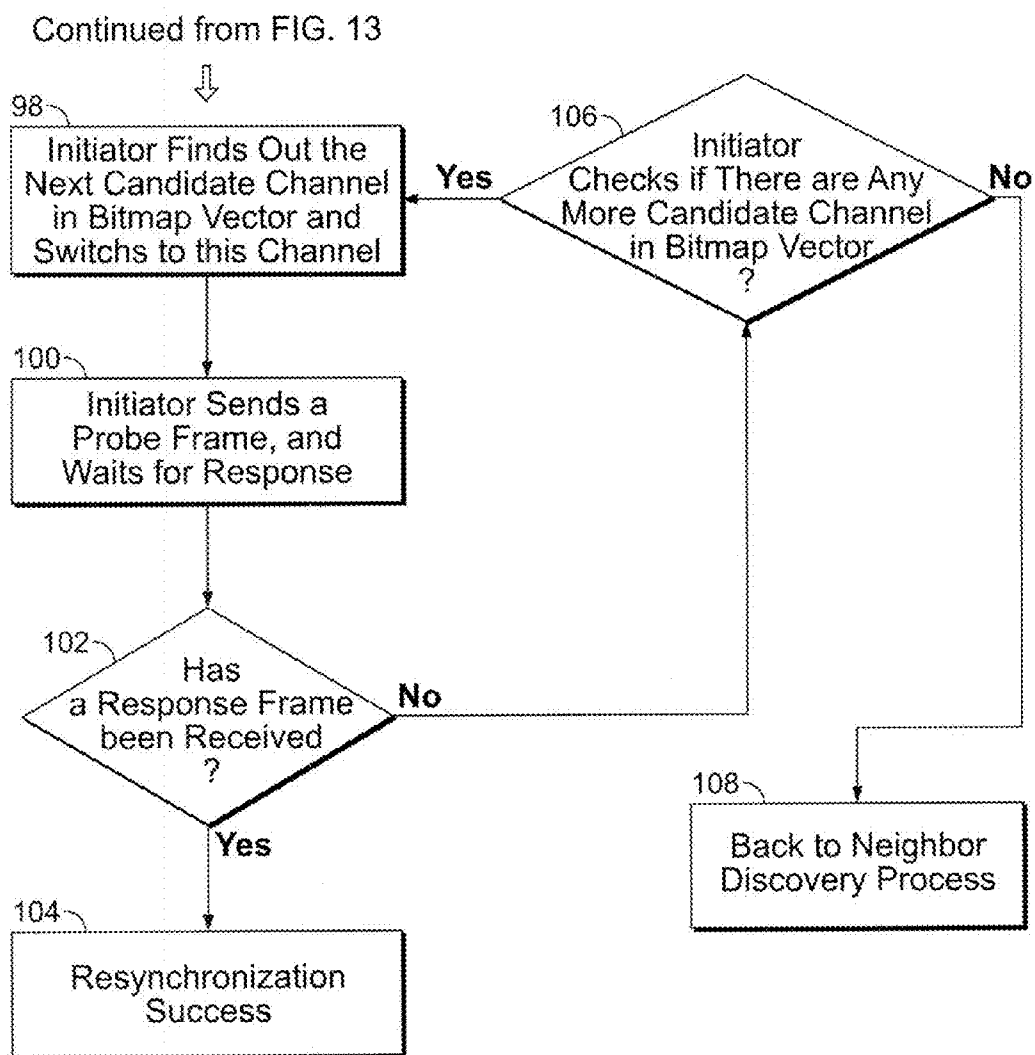 Continued from FIG. 13
98
Initiator Finds Out the
Next Candidate Channel
in Bitmap Vector and
Switchs to this Channel
100
Initiator Sends a
Probe Frame, and
Waits for Response
102
Has
a Response Frame
been Received
?
No
Yes
104
Resynchronization
Success
106
Initiator
Checks if There are Any
More Candidate Channel
in Bitmap Vector
?
Yes
No
108
Back to Neighbor
Discovery Process